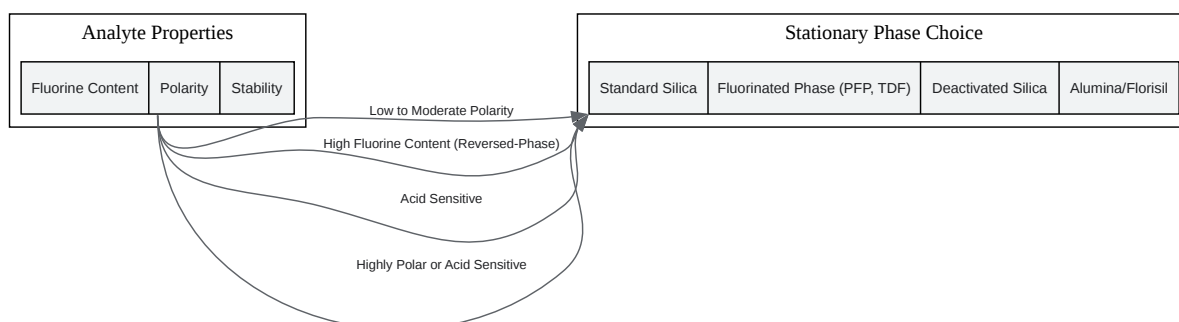 Analyte Properties
Fluorine Content
Polarity
Stability
Stationary Phase Choice
Standard Silica
Fluorinated Phase (PFP, TDF)
Deactivated Silica
Alumina/Florisil
Low to Moderate Polarity
High Fluorine Content (Reversed-Phase)
Acid Sensitive
Highly Polar or Acid Sensitive